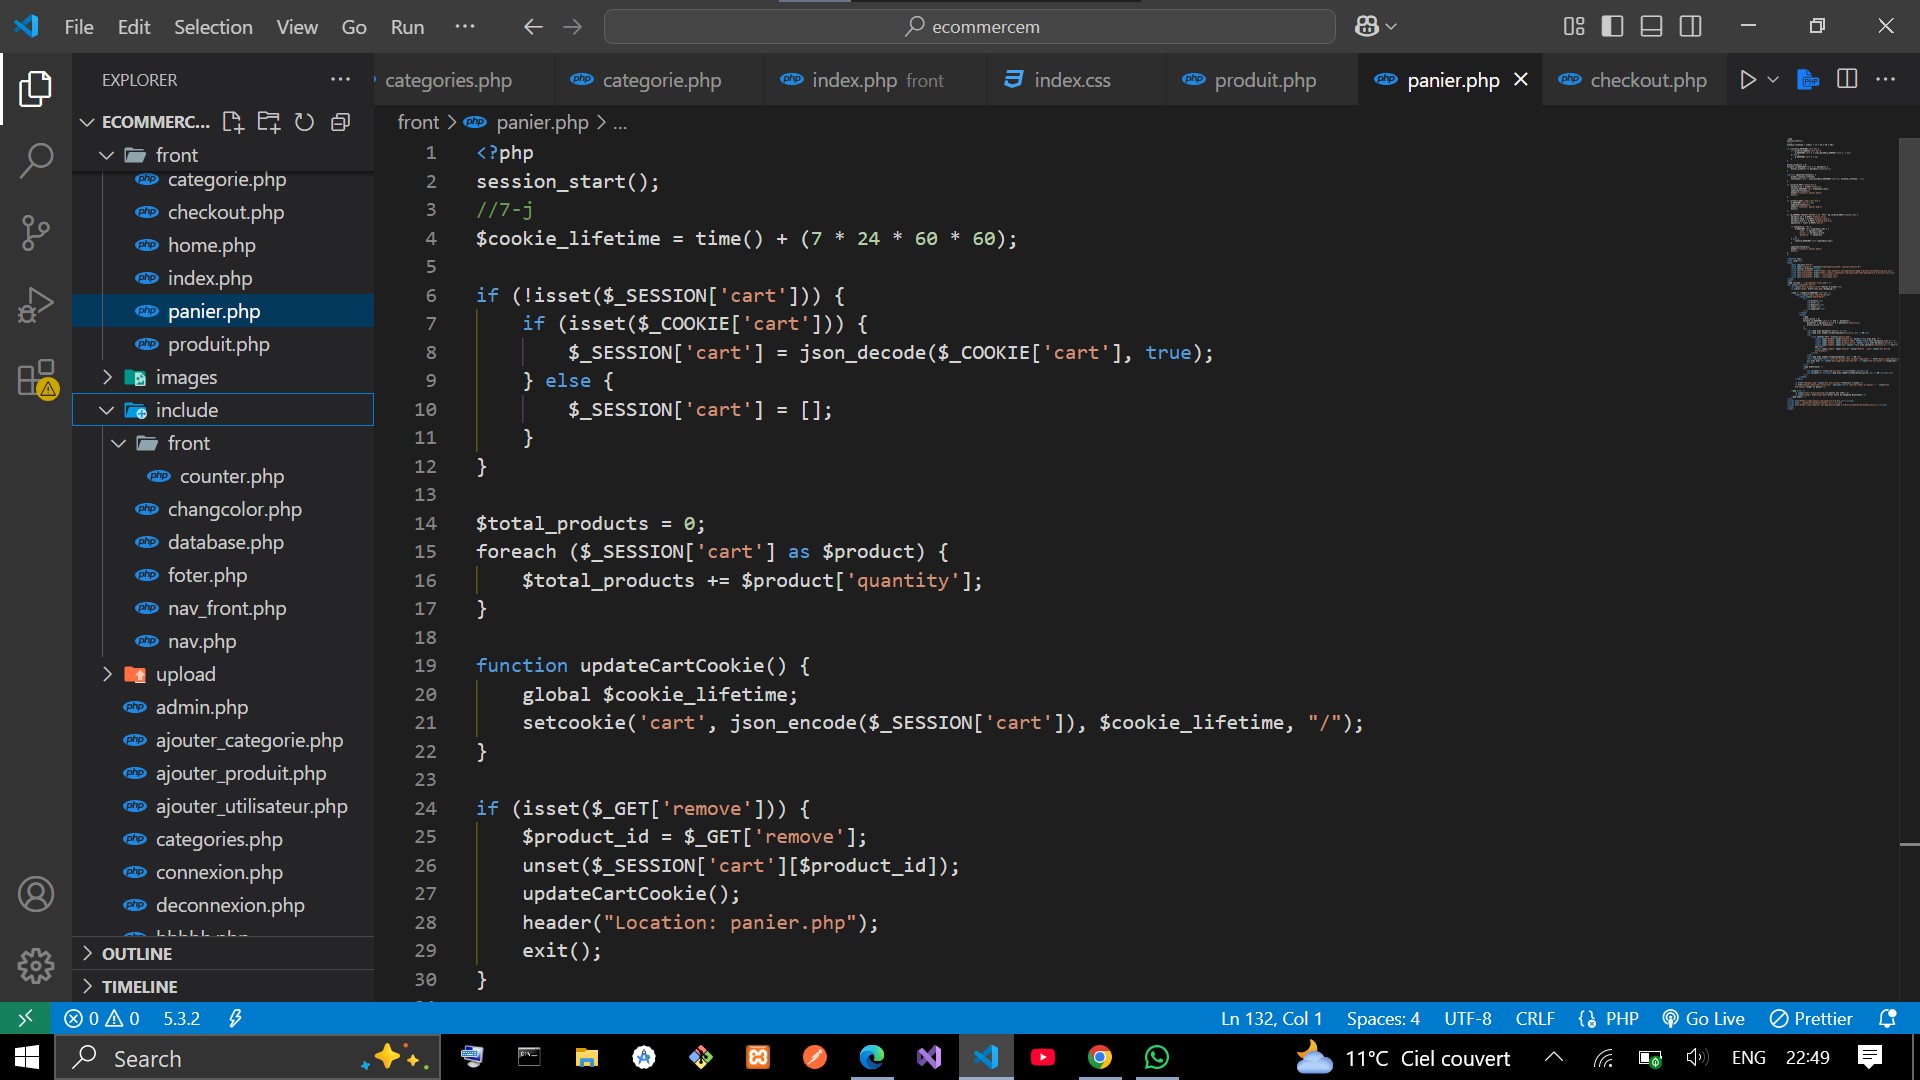 File Edit Selection View Go Run ··· ecommercem
EXPLORER ···
ECOMMERC...
front
categorie.php
checkout.php
home.php
index.php
panier.php
produit.php
images
include
front
counter.php
changcolor.php
database.php
foter.php
nav_front.php
nav.php
upload
admin.php
ajouter_categorie.php
ajouter_produit.php
ajouter_utilisateur.php
categories.php
connexion.php
deconnexion.php
OUTLINE
TIMELINE
categories.php categorie.php index.php front index.css produit.php panier.php checkout.php
front > panier.php > ...
1 <?php
2 session_start();
3 //7-j
4 $cookie_lifetime = time() + (7 * 24 * 60 * 60);
5
6 if (!isset($_SESSION['cart'])) {
7 if (isset($_COOKIE['cart'])) {
8 $_SESSION['cart'] = json_decode($_COOKIE['cart'], true);
9 } else {
10 $_SESSION['cart'] = [];
11 }
12 }
13
14 $total_products = 0;
15 foreach ($_SESSION['cart'] as $product) {
16 $total_products += $product['quantity'];
17 }
18
19 function updateCartCookie() {
20 global $cookie_lifetime;
21 setcookie('cart', json_encode($_SESSION['cart']), $cookie_lifetime, "/");
22 }
23
24 if (isset($_GET['remove'])) {
25 $product_id = $_GET['remove'];
26 unset($_SESSION['cart'][$product_id]);
27 updateCartCookie();
28 header("Location: panier.php");
29 exit();
30 }
0 0 5.3.2 Ln 132, Col 1 Spaces: 4 UTF-8 CRLF PHP Go Live Prettier
Search 11°C Ciel couvert ENG 22:49